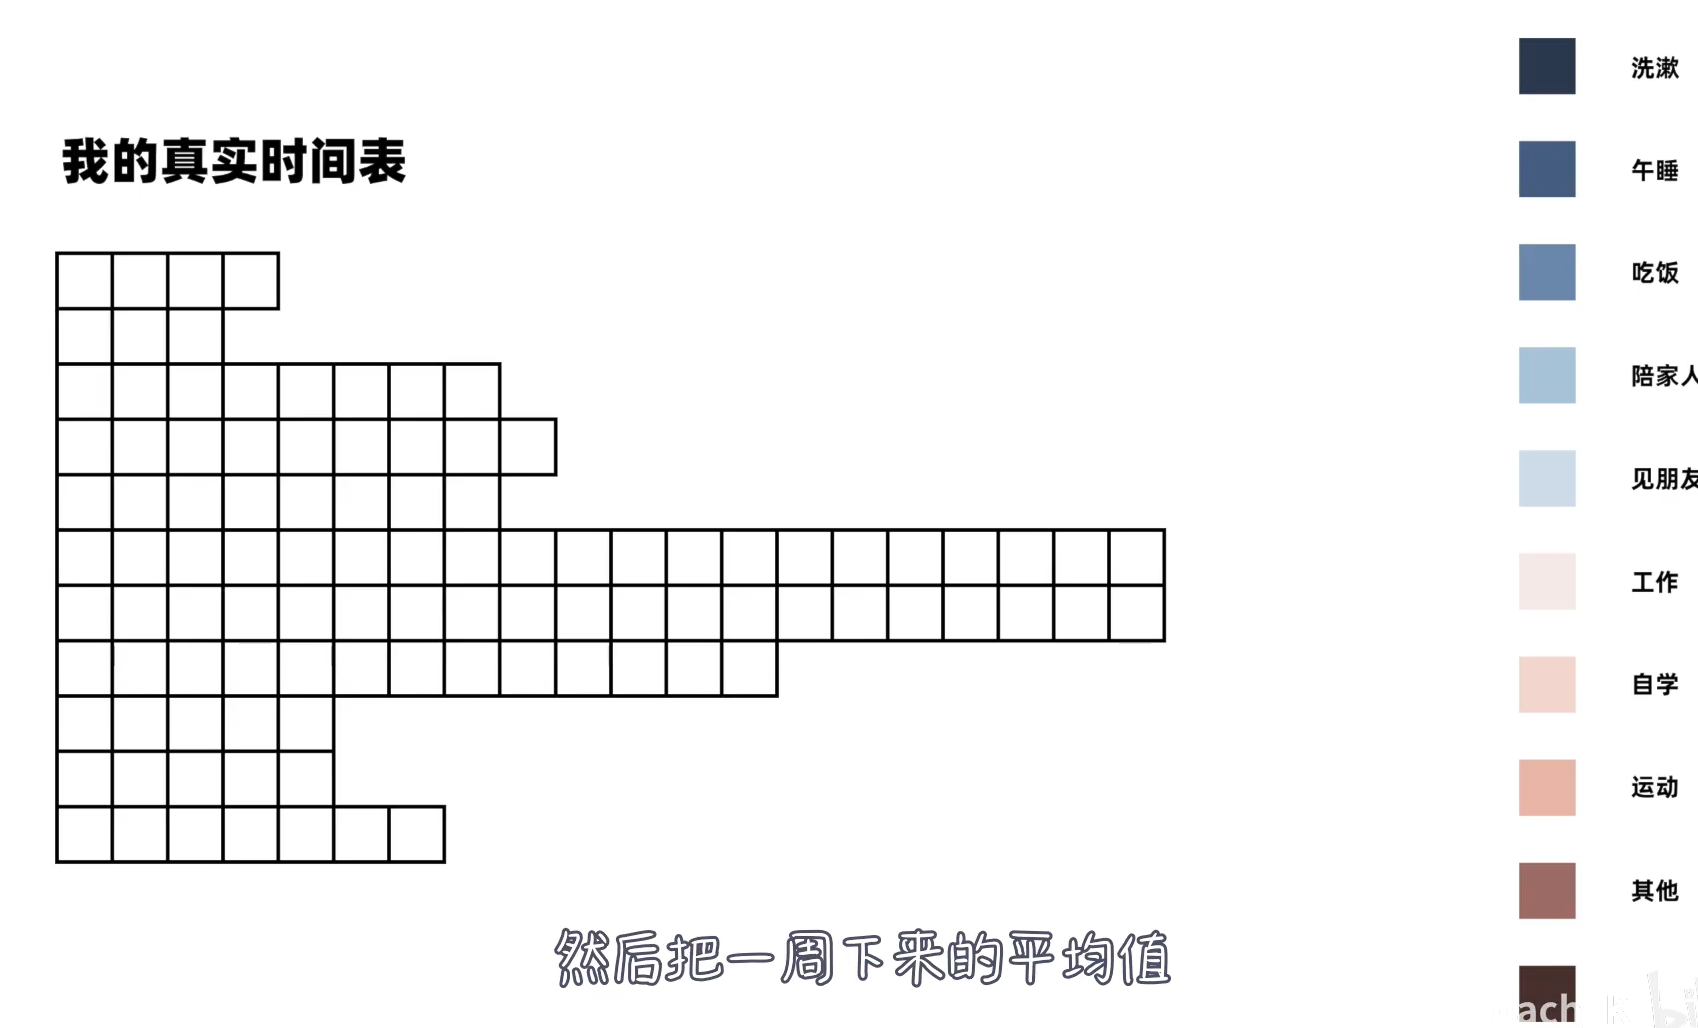 我的真实时间表
洗漱
午睡
吃饭
陪家人
见朋友
工作
自学
运动
其他
然后把一周下来的平均值